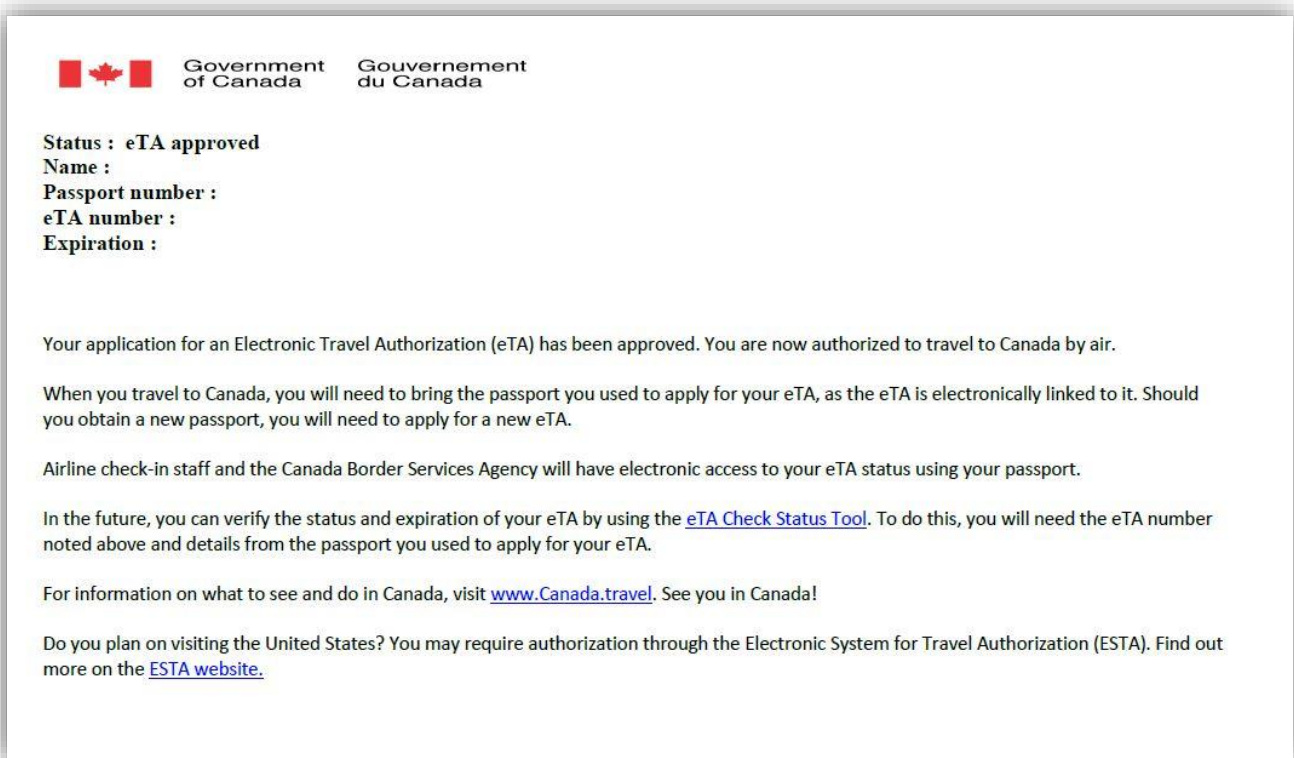 Government Gouvernement
of Canada du Canada
Status : eTA approved
Name :
Passport number :
eTA number :
Expiration :
Your application for an Electronic Travel Authorization (eTA) has been approved. You are now authorized to travel to Canada by air.
When you travel to Canada, you will need to bring the passport you used to apply for your eTA, as the eTA is electronically linked to it. Should
you obtain a new passport, you will need to apply for a new eTA.
Airline check-in staff and the Canada Border Services Agency will have electronic access to your eTA status using your passport.
In the future, you can verify the status and expiration of your eTA by using the eTA Check Status Tool. To do this, you will need the eTA number
noted above and details from the passport you used to apply for your eTA.
For information on what to see and do in Canada, visit www.Canada.travel. See you in Canada!
Do you plan on visiting the United States? You may require authorization through the Electronic System for Travel Authorization (ESTA). Find out
more on the ESTA website.